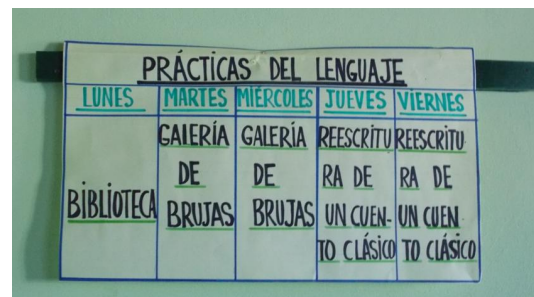 PRÁCTICAS DEL LENGUAJE
LUNES MARTES MIÉRCOLES JUEVES VIERNES
BIBLIOTECA
GALERÍA
DE
BRUJAS
GALERÍA
DE
BRUJAS
REESCRITU
RA DE
UN CUEN-
TO CLÁSICO
REESCRITU
RA DE
UN CUEN-
TO CLÁSICO